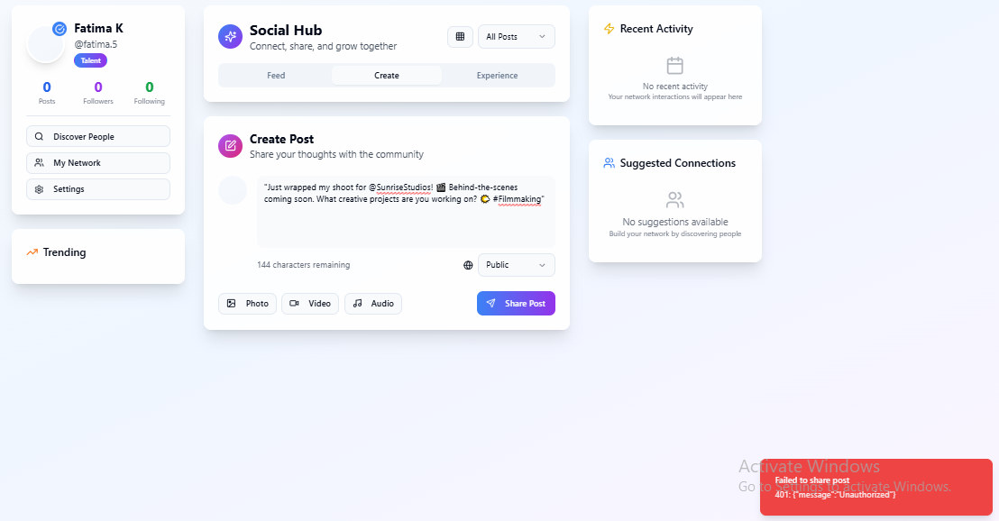 Fatima K
@fatima.5
Talent
0 0 0
Posts Followers Following
Discover People
My Network
Settings
Trending
Social Hub
Connect, share, and grow together
All Posts
Feed Create Experience
Create Post
Share your thoughts with the community
"Just wrapped my shoot for @SunriseStudios! 🎬 Behind-the-scenes
coming soon. What creative projects are you working on? 🌟 #Filmmaking"
144 characters remaining
Public
Photo Video Audio Share Post
Recent Activity
No recent activity
Your network interactions will appear here
Suggested Connections
No suggestions available
Build your network by discovering people
Activate Windows
Go to Settings to activate Windows.
Failed to share post
401: {"message":"Unauthorized"}